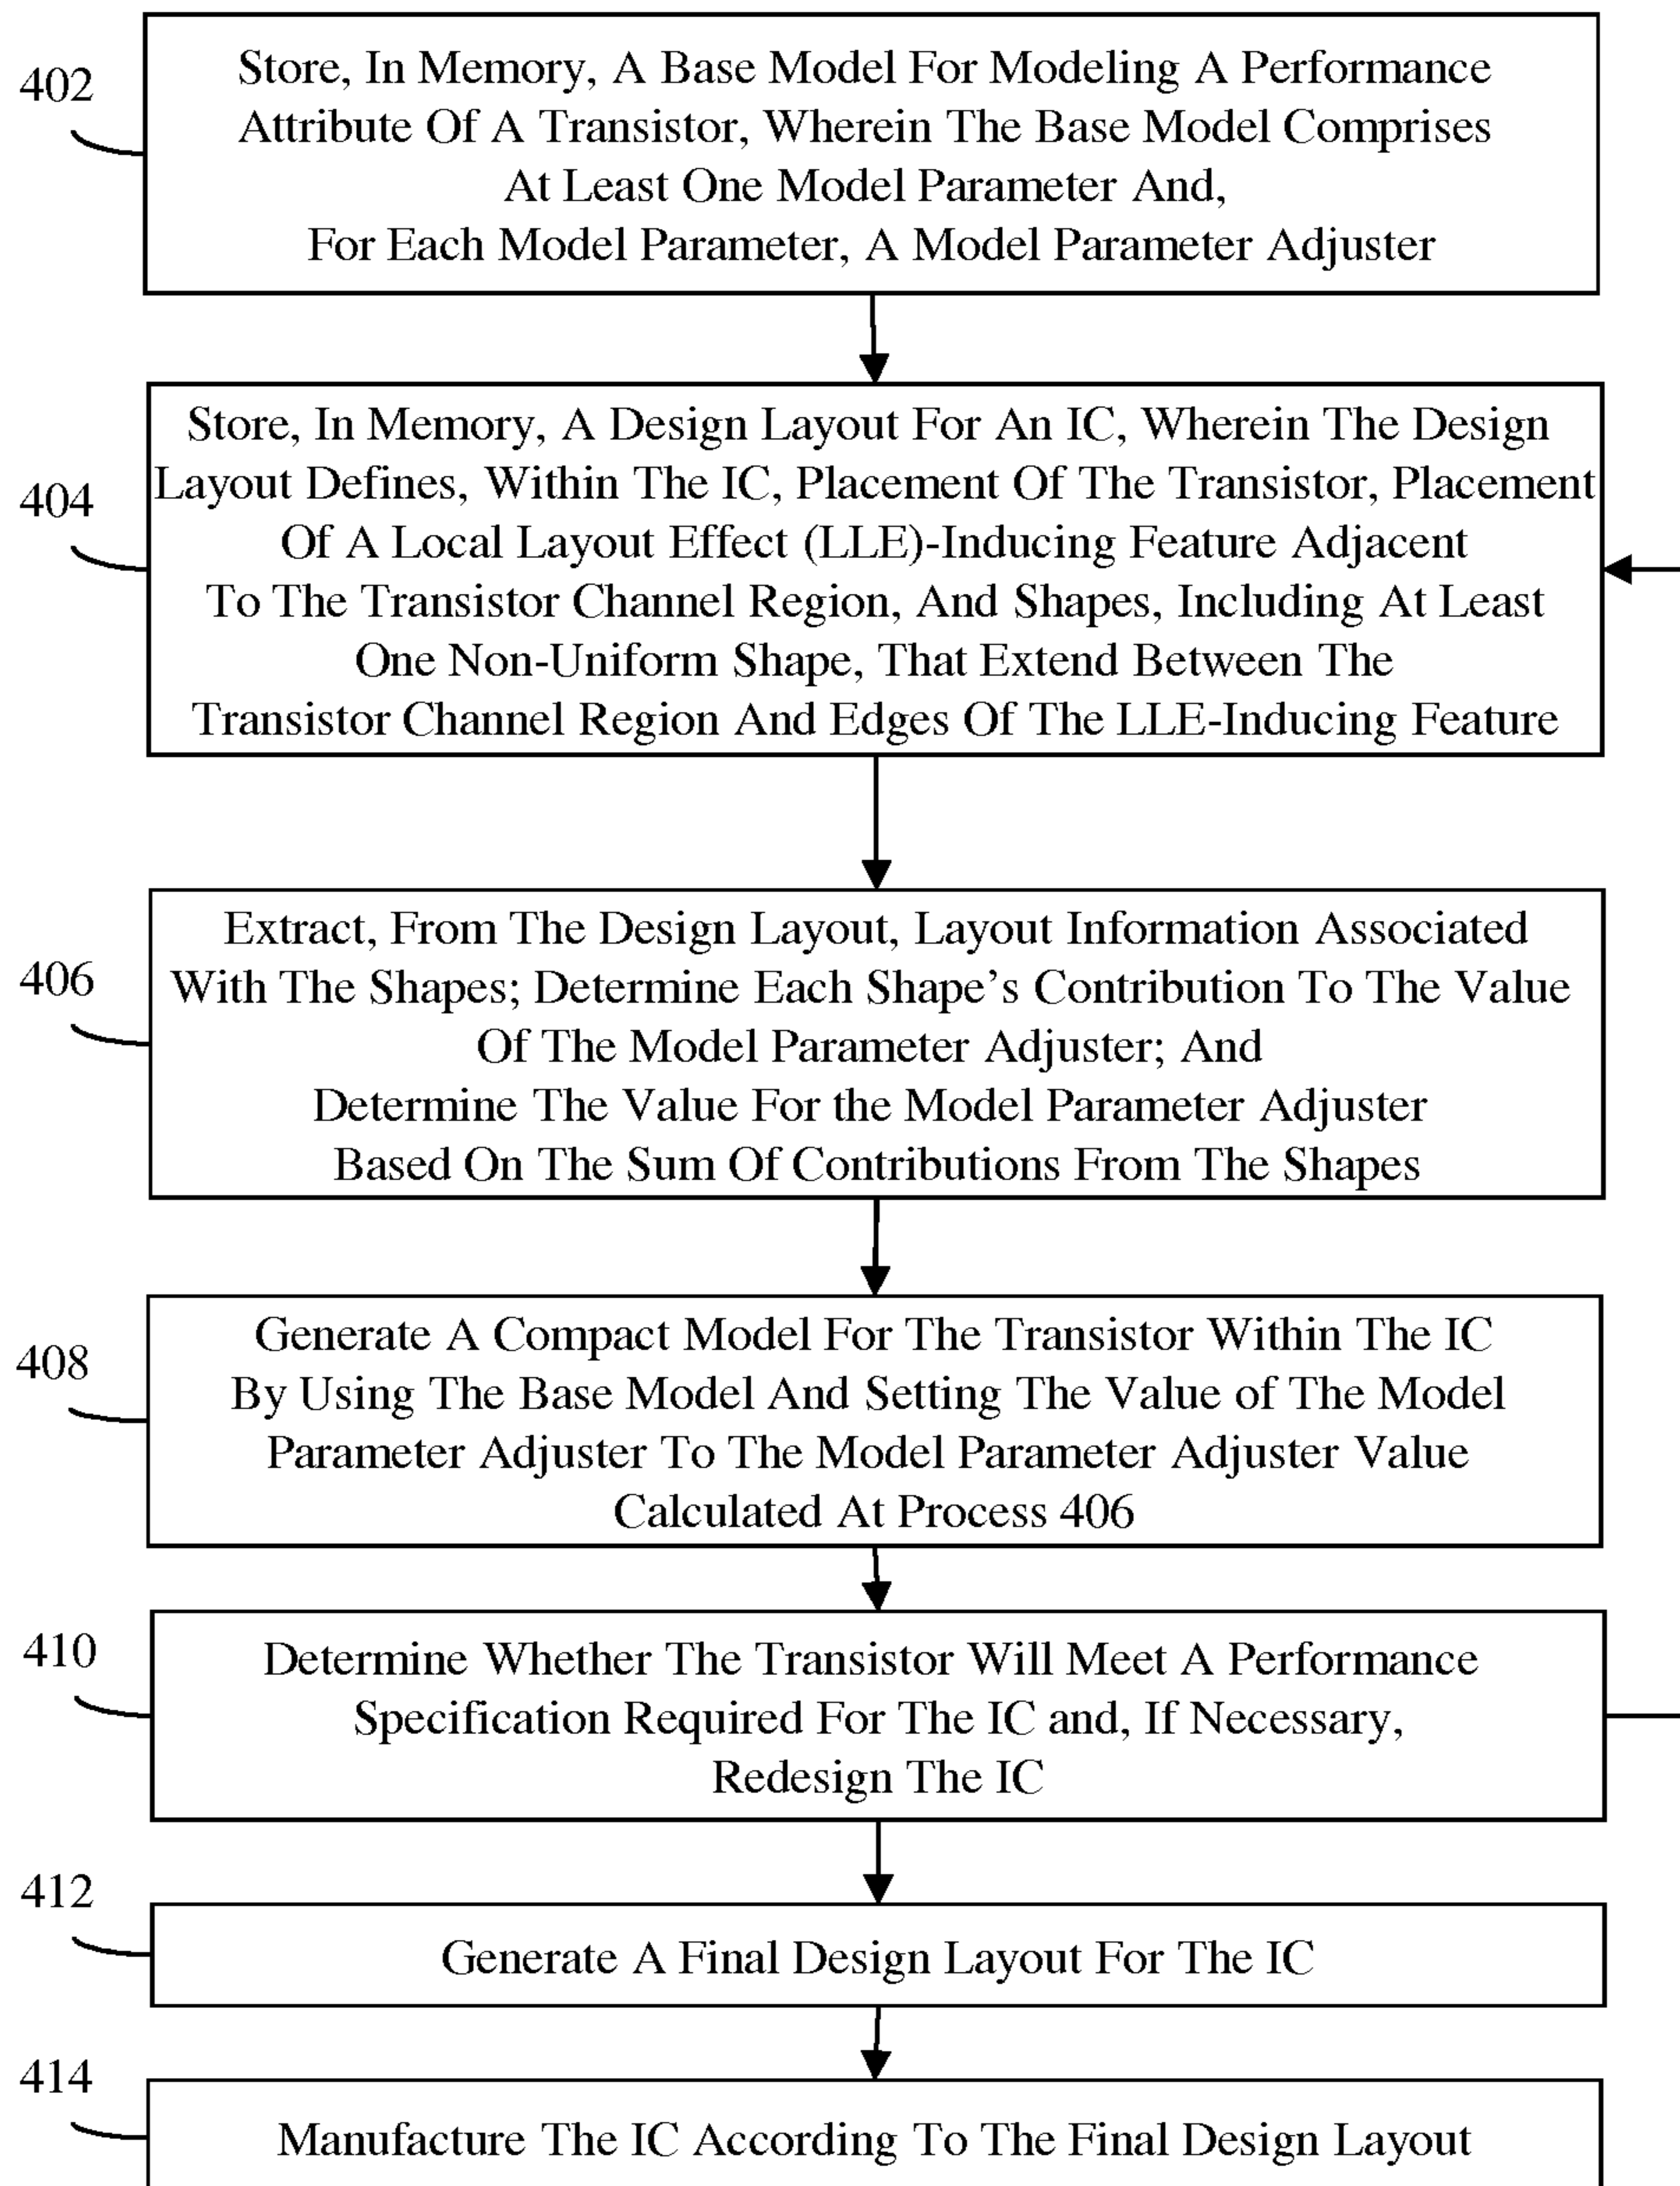 402
Store, In Memory, A Base Model For Modeling A Performance
Attribute Of A Transistor, Wherein The Base Model Comprises
At Least One Model Parameter And,
For Each Model Parameter, A Model Parameter Adjuster
404
Store, In Memory, A Design Layout For An IC, Wherein The Design
Layout Defines, Within The IC, Placement Of The Transistor, Placement
Of A Local Layout Effect (LLE)-Inducing Feature Adjacent
To The Transistor Channel Region, And Shapes, Including At Least
One Non-Uniform Shape, That Extend Between The
Transistor Channel Region And Edges Of The LLE-Inducing Feature
406
Extract, From The Design Layout, Layout Information Associated
With The Shapes; Determine Each Shape’s Contribution To The Value
Of The Model Parameter Adjuster; And
Determine The Value For the Model Parameter Adjuster
Based On The Sum Of Contributions From The Shapes
408
Generate A Compact Model For The Transistor Within The IC
By Using The Base Model And Setting The Value of The Model
Parameter Adjuster To The Model Parameter Adjuster Value
Calculated At Process 406
410
Determine Whether The Transistor Will Meet A Performance
Specification Required For The IC and, If Necessary,
Redesign The IC
412
Generate A Final Design Layout For The IC
414
Manufacture The IC According To The Final Design Layout